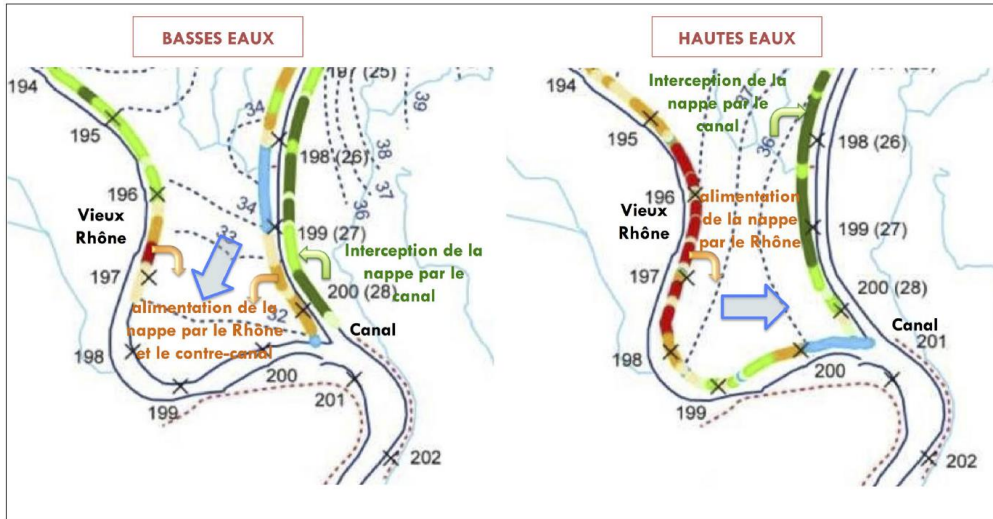 BASSES EAUX
194
195
196
Vieux
Rhône
197
198
199
200
201
202
34
34
33
32
197 (25)
198 (26)
199 (27)
200 (28)
39
38
37
36
Interception de la
nappe par le
canal
alimentation de la
nappe par le Rhône
et le contre-canal
Canal
HAUTES EAUX
Interception de la
nappe par le
canal
194
195
196
Vieux
Rhône
197
198
199
200
201
202
37
36
198 (26)
199 (27)
200 (28)
alimentation
de la nappe
par le Rhône
Canal